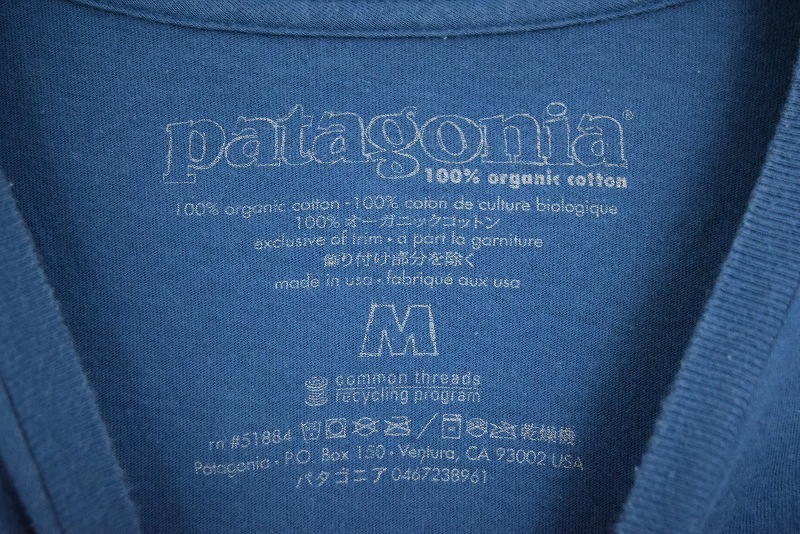 patagonia®
100% organic cotton
100% organic cotton • 100% coton de culture biologique
100% オーガニックコットン
exclusive of trim • a part la garniture
飾り付け部分を除く
made in usa • fabriqué aux usa
M
common threads
recycling program
rn #51884 / 乾燥機
Patagonia • P.O. Box 150 • Ventura, CA 93002 USA
パタゴニア 0467238961